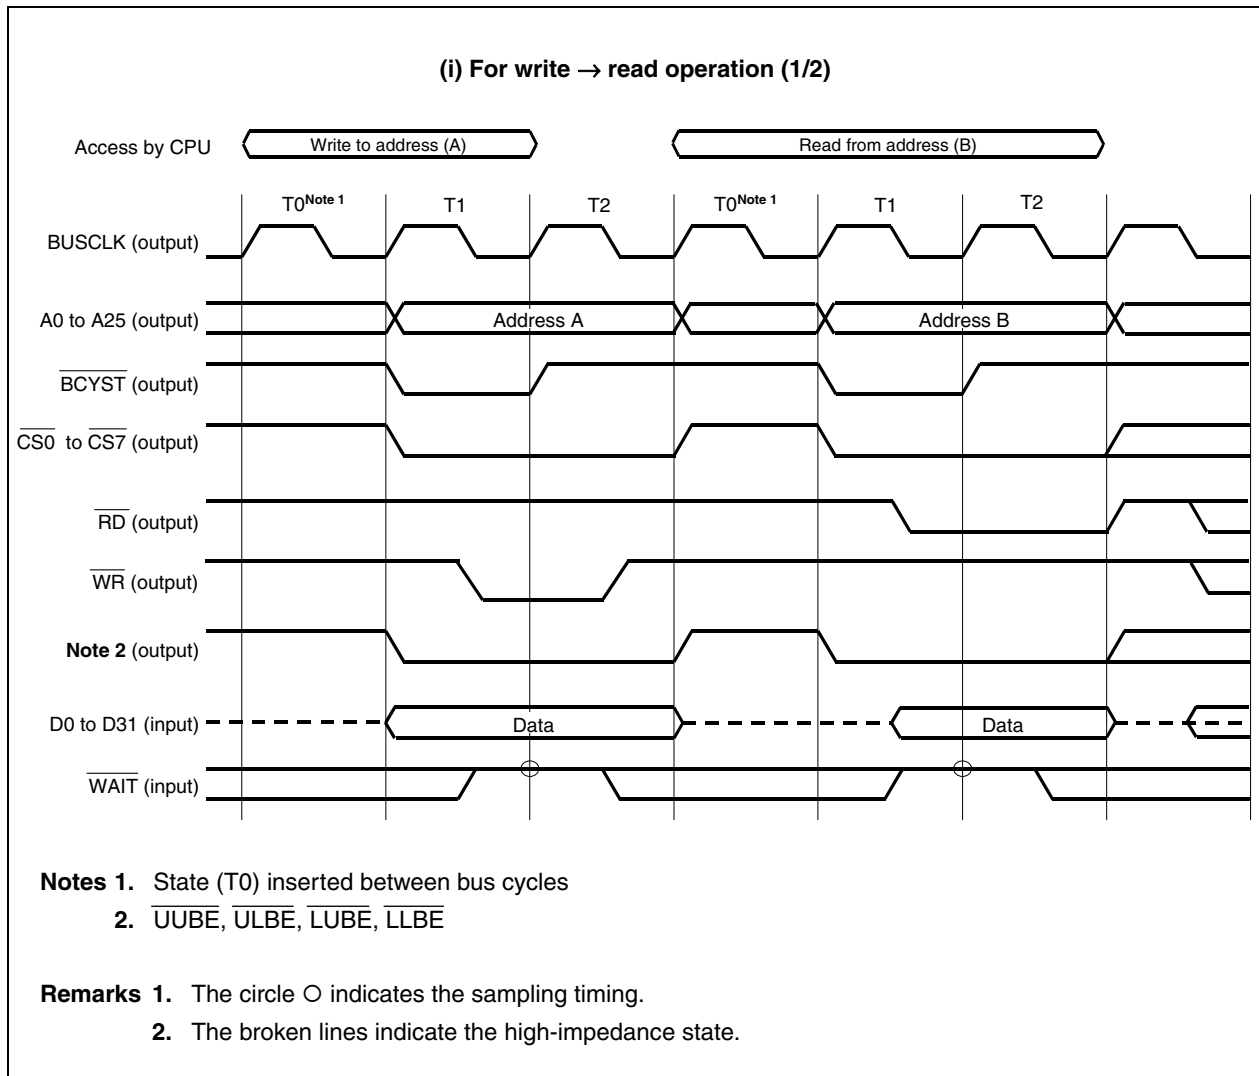 (i) For write → read operation (1/2)
Access by CPU
Write to address (A)
Read from address (B)
T0Note 1
T1
T2
T0Note 1
T1
T2
BUSCLK (output)
A0 to A25 (output)
Address A
Address B
BCYST (output)
CS0 to CS7 (output)
RD (output)
WR (output)
Note 2 (output)
D0 to D31 (input)
Data
Data
WAIT (input)
Notes 1. State (T0) inserted between bus cycles
2. UUBE, ULBE, LUBE, LLBE
Remarks 1. The circle O indicates the sampling timing.
2. The broken lines indicate the high-impedance state.